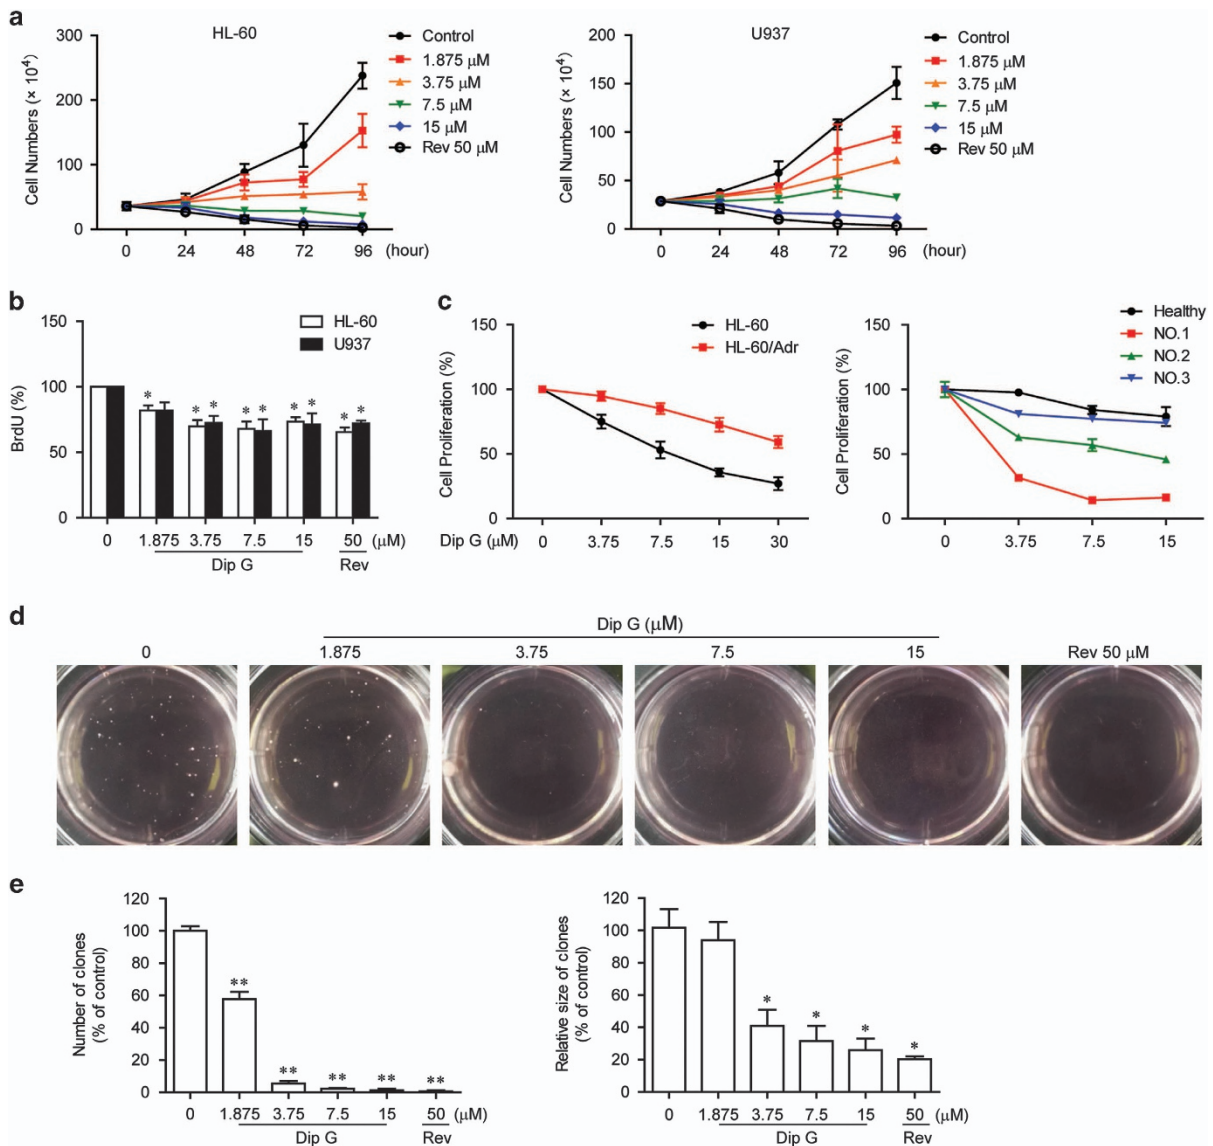 a
HL-60
Cell Numbers (× 10⁴)
300
200
100
0
0 24 48 72 96 (hour)
Control
1.875 μM
3.75 μM
7.5 μM
15 μM
Rev 50 μM
U937
Cell Numbers (× 10⁴)
200
150
100
50
0
0 24 48 72 96 (hour)
Control
1.875 μM
3.75 μM
7.5 μM
15 μM
Rev 50 μM
b
BrdU (%)
150
100
50
0
HL-60
U937
* * * * * * * * *
0 1.875 3.75 7.5 15 50 (μM)
Dip G Rev
c
Cell Proliferation (%)
150
100
50
0
HL-60
HL-60/Adr
Dip G (μM) 0 3.75 7.5 15 30
Cell Proliferation (%)
150
100
50
0
Healthy
NO.1
NO.2
NO.3
0 3.75 7.5 15
d
Dip G (μM)
0 1.875 3.75 7.5 15 Rev 50 μM
e
Number of clones
(% of control)
120
100
80
60
40
20
0
** ** ** ** **
0 1.875 3.75 7.5 15 50 (μM)
Dip G Rev
Relative size of clones
(% of control)
120
100
80
60
40
20
0
* * * *
0 1.875 3.75 7.5 15 50 (μM)
Dip G Rev